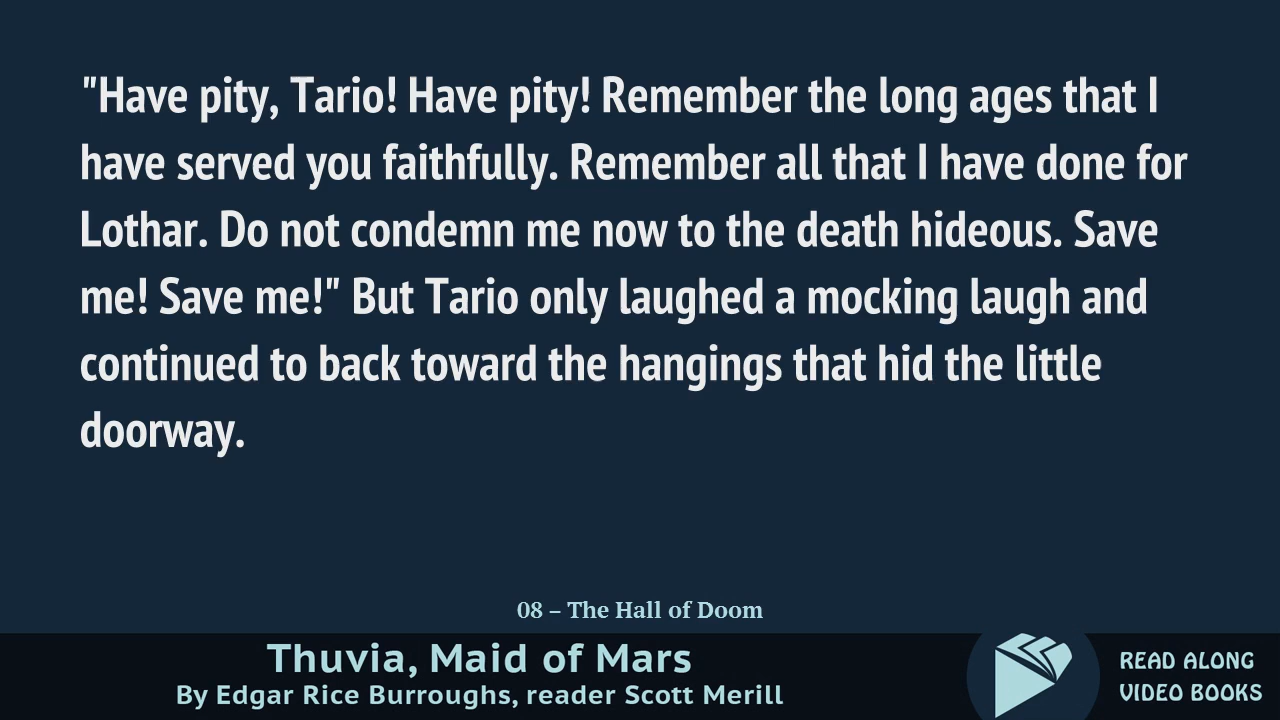 "Have pity, Tario! Have pity! Remember the long ages that I
have served you faithfully. Remember all that I have done for
Lothar. Do not condemn me now to the death hideous. Save
me! Save me!" But Tario only laughed a mocking laugh and
continued to back toward the hangings that hid the little
doorway.
08 – The Hall of Doom
Thuvia, Maid of Mars
By Edgar Rice Burroughs, reader Scott Merill
READ ALONG
VIDEO BOOKS